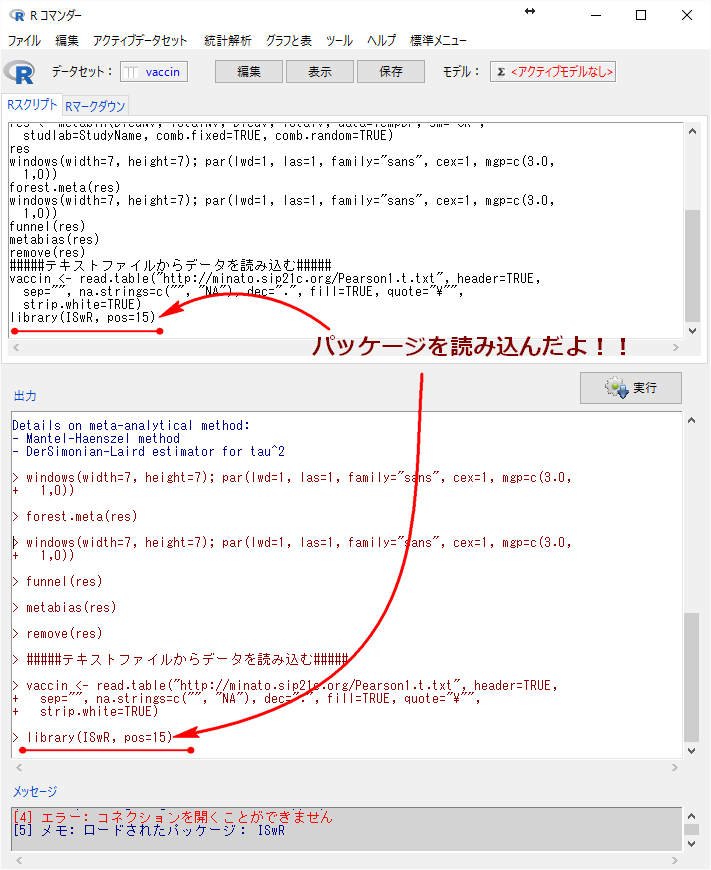 R コマンダー
ファイル 編集 アクティブデータセット 統計解析 グラフと表 ツール ヘルプ 標準メニュー
データセット： vaccin 編集 表示 保存 モデル： Σ <アクティブモデルなし>
Rスクリプト Rマークダウン
studlab=StudyName, comb.fixed=TRUE, comb.random=TRUE)
res
windows(width=7, height=7); par(lwd=1, las=1, family="sans", cex=1, mgp=c(3.0,
1,0))
forest.meta(res)
windows(width=7, height=7); par(lwd=1, las=1, family="sans", cex=1, mgp=c(3.0,
1,0))
funnel(res)
metabias(res)
remove(res)
#####テキストファイルからデータを読み込む#####
vaccin <- read.table("http://minato.sip21c.org/Pearson1.t.txt", header=TRUE,
sep="", na.strings=c("", "NA"), dec=".", fill=TRUE, quote="¥"",
strip.white=TRUE)
library(ISwR, pos=15)
パッケージを読み込んだよ！！
実行
出力
Details on meta-analytical method:
- Mantel-Haenszel method
- DerSimonian-Laird estimator for tau^2
> windows(width=7, height=7); par(lwd=1, las=1, family="sans", cex=1, mgp=c(3.0,
+ 1,0))
> forest.meta(res)
> windows(width=7, height=7); par(lwd=1, las=1, family="sans", cex=1, mgp=c(3.0,
+ 1,0))
> funnel(res)
> metabias(res)
> remove(res)
> #####テキストファイルからデータを読み込む#####
> vaccin <- read.table("http://minato.sip21c.org/Pearson1.t.txt", header=TRUE,
+ sep="", na.strings=c("", "NA"), dec=".", fill=TRUE, quote="¥"",
+ strip.white=TRUE)
> library(ISwR, pos=15)
メッセージ
[4] エラー: コネクションを開くことができません
[5] メモ: ロードされたパッケージ： ISwR